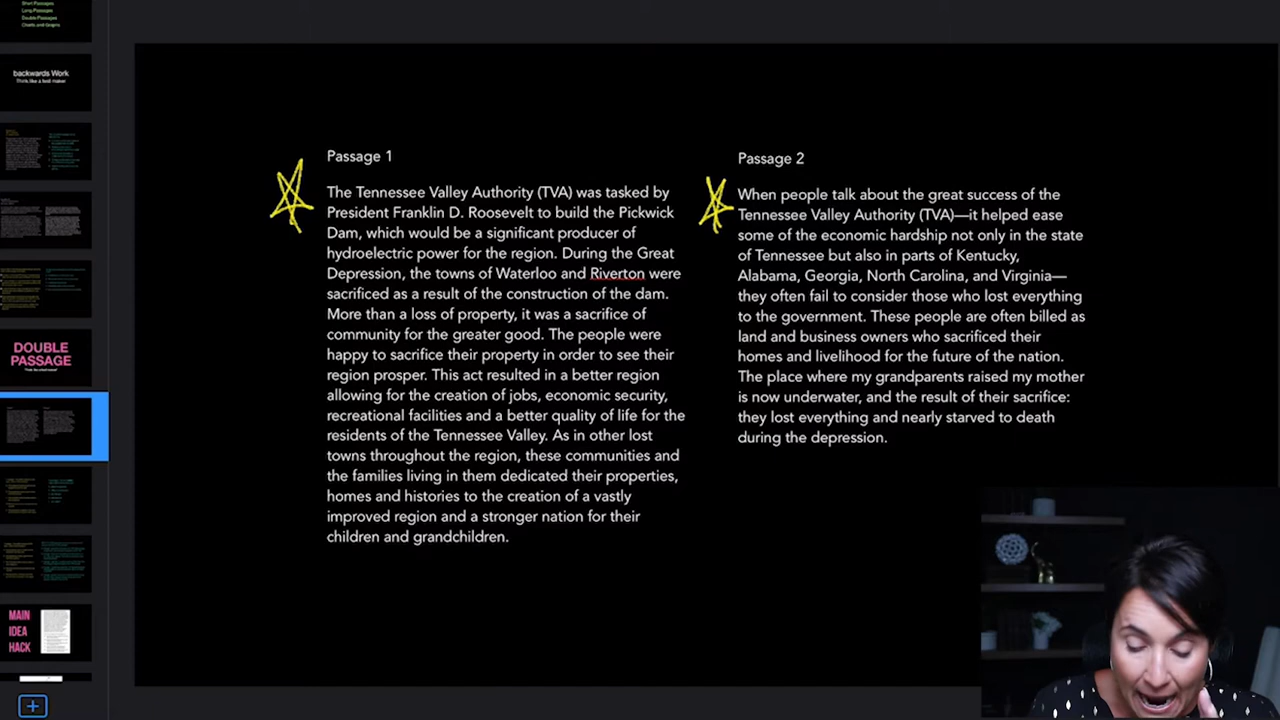 Short Passages
Long Passages
Double Passages
Charts and Graphs
backwards Work
Think like a test maker
DOUBLE
PASSAGE
MAIN
IDEA
HACK
Passage 1
The Tennessee Valley Authority (TVA) was tasked by
President Franklin D. Roosevelt to build the Pickwick
Dam, which would be a significant producer of
hydroelectric power for the region. During the Great
Depression, the towns of Waterloo and Riverton were
sacrificed as a result of the construction of the dam.
More than a loss of property, it was a sacrifice of
community for the greater good. The people were
happy to sacrifice their property in order to see their
region prosper. This act resulted in a better region
allowing for the creation of jobs, economic security,
recreational facilities and a better quality of life for the
residents of the Tennessee Valley. As in other lost
towns throughout the region, these communities and
the families living in them dedicated their properties,
homes and histories to the creation of a vastly
improved region and a stronger nation for their
children and grandchildren.
Passage 2
When people talk about the great success of the
Tennessee Valley Authority (TVA)—it helped ease
some of the economic hardship not only in the state
of Tennessee but also in parts of Kentucky,
Alabama, Georgia, North Carolina, and Virginia—
they often fail to consider those who lost everything
to the government. These people are often billed as
land and business owners who sacrificed their
homes and livelihood for the future of the nation.
The place where my grandparents raised my mother
is now underwater, and the result of their sacrifice:
they lost everything and nearly starved to death
during the depression.